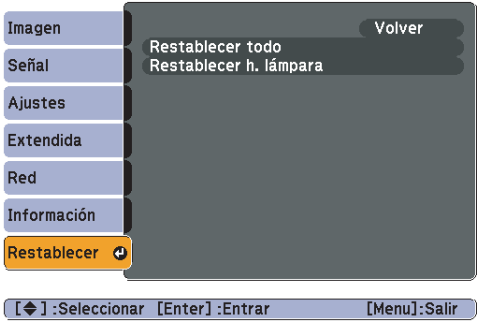 Imagen
Señal
Ajustes
Extendida
Red
Información
Restablecer
Volver
Restablecer todo
Restablecer h. lámpara
[◆] :Seleccionar [Enter] :Entrar [Menu]:Salir